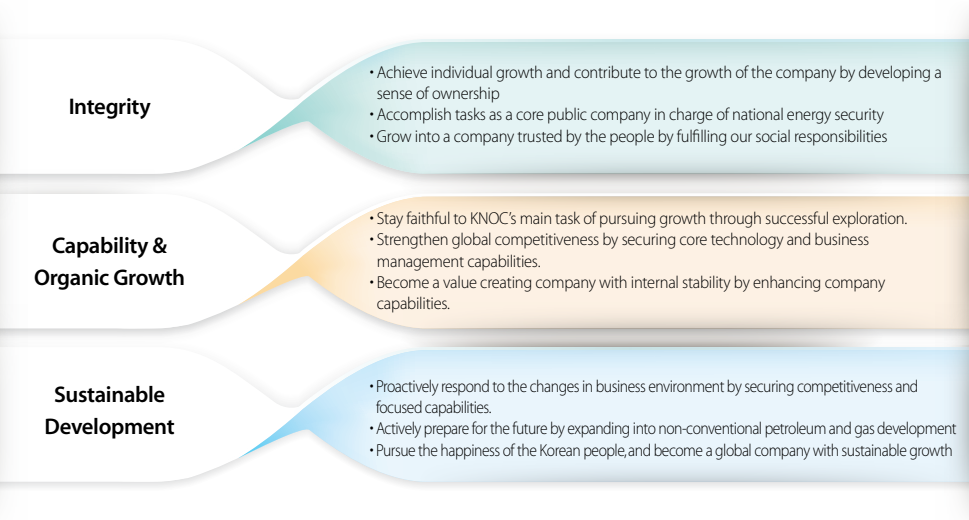 Integrity
• Achieve individual growth and contribute to the growth of the company by developing a
sense of ownership
• Accomplish tasks as a core public company in charge of national energy security
• Grow into a company trusted by the people by fulfilling our social responsibilities
Capability &
Organic Growth
• Stay faithful to KNOC's main task of pursuing growth through successful exploration.
• Strengthen global competitiveness by securing core technology and business
management capabilities.
• Become a value creating company with internal stability by enhancing company
capabilities.
Sustainable
Development
• Proactively respond to the changes in business environment by securing competitiveness and
focused capabilities.
• Actively prepare for the future by expanding into non-conventional petroleum and gas development
• Pursue the happiness of the Korean people, and become a global company with sustainable growth